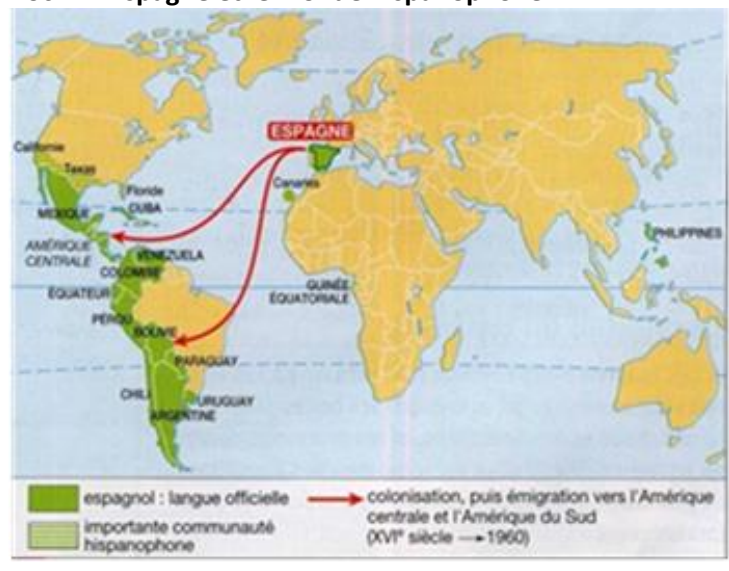 ESPAGNE
Californie
Texas
Canaries
Floride
CUBA
MEXIQUE
PHILIPPINES
AMÉRIQUE
CENTRALE
VENEZUELA
COLOMBIE
GUINÉE
ÉQUATORIALE
ÉQUATEUR
PÉROU
BOLIVIE
PARAGUAY
CHILI
URUGUAY
ARGENTINE
espagnol : langue officielle
importante communauté
hispanophone
colonisation, puis émigration vers l'Amérique
centrale et l'Amérique du Sud
(XVIe siècle → 1960)